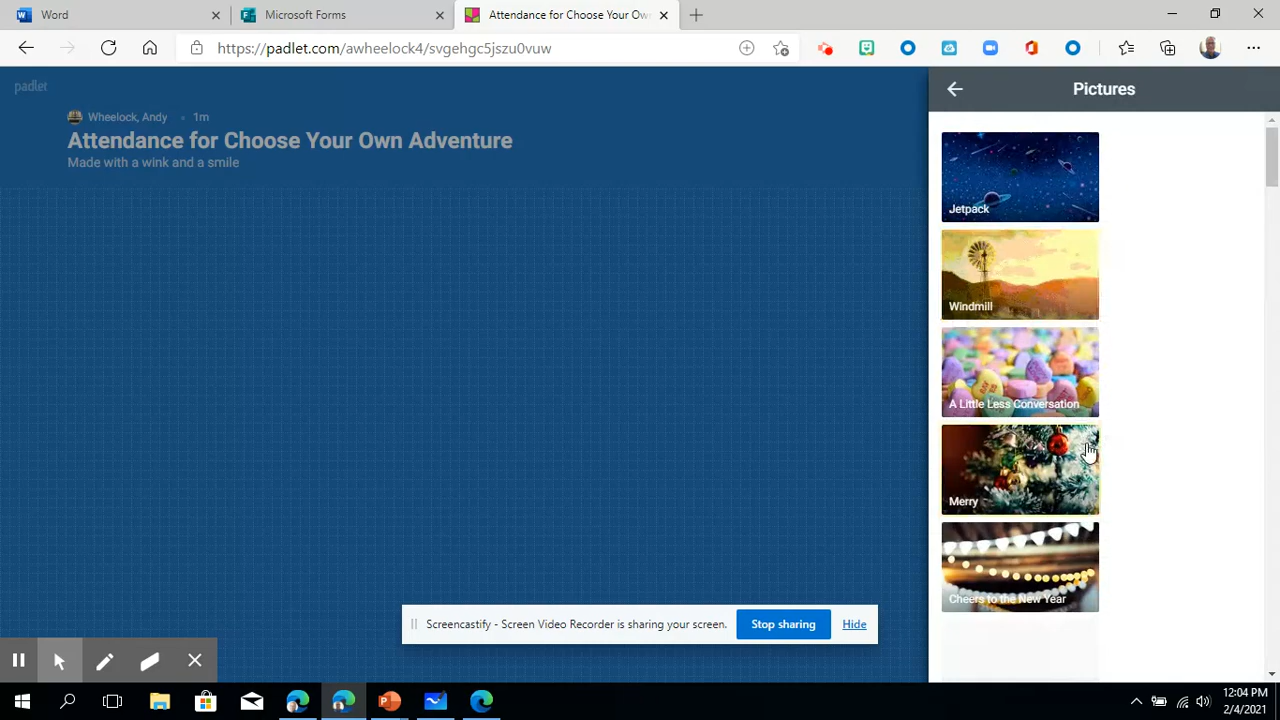 Word
Microsoft Forms
Attendance for Choose Your Ow
https://padlet.com/awheelock4/svgehgc5jszu0vuw
padlet
Wheelock, Andy • 1m
Attendance for Choose Your Own Adventure
Made with a wink and a smile
Pictures
Jetpack
Windmill
A Little Less Conversation
Merry
Cheers to the New Year
Screencastify - Screen Video Recorder is sharing your screen.
Stop sharing
Hide
12:04 PM
2/4/2021